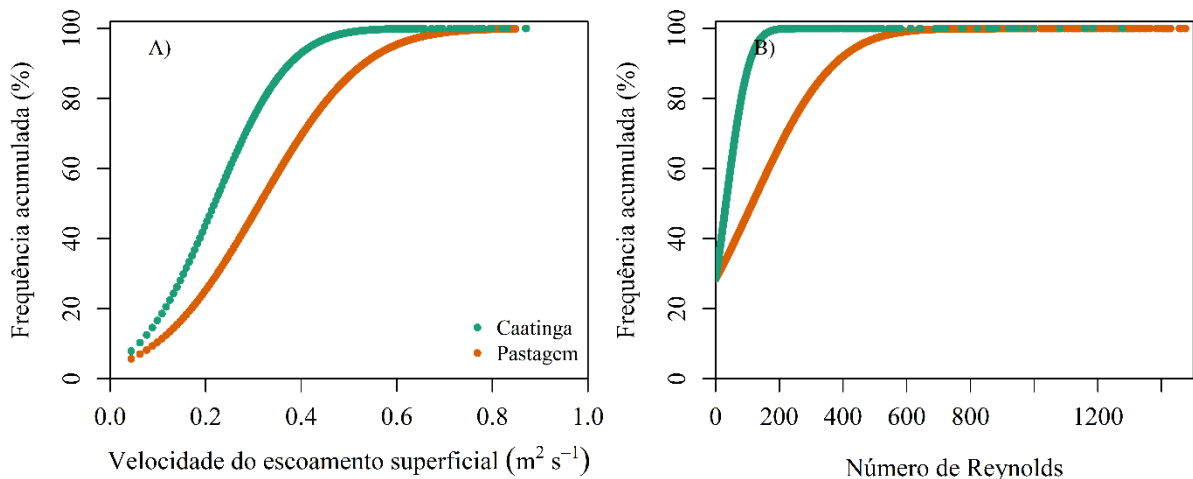 A)
Frequência acumulada (%)
100
80
60
40
20
0
Caatinga
Pastagem
0.0 0.2 0.4 0.6 0.8 1.0
Velocidade do escoamento superficial (m² s⁻¹)
B)
Frequência acumulada (%)
100
80
60
40
20
0
0 200 400 600 800 1200
Número de Reynolds